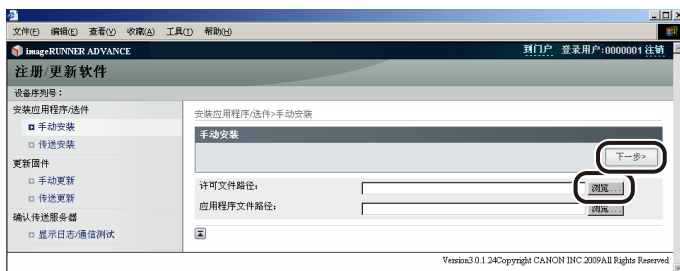 文件(F) 编辑(E) 查看(V) 收藏(A) 工具(T) 帮助(H)
imageRUNNER ADVANCE 到门户 登录用户:0000001 注销
注册/更新软件
设备序列号：
安装应用程序/选件
手动安装
传送安装
更新固件
手动更新
传送更新
确认传送服务器
显示日志/通信测试
安装应用程序/选件>手动安装
手动安装
下一步>
许可文件路径： 浏览...
应用程序文件路径： 浏览...
Version3.0.1.24Copyright CANON INC.2009All Rights Reserved